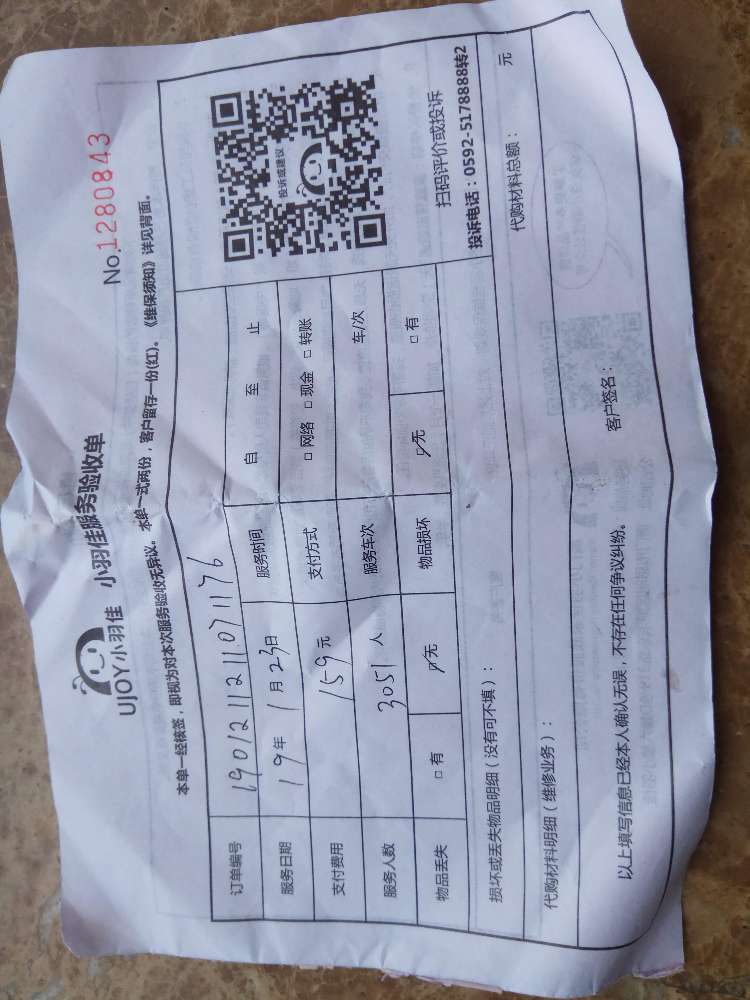 UJOY小羽佳 小羽佳服务验收单
No.1280843
本单一经核签，即视为对本次服务验收无异议。本单一式两份，客户留存一份(红)。《维保须知》详见背面。
订单编号 1901211211071176
服务日期 19年 1月23日 服务时间 自 至 止
支付费用 159元 支付方式 □ 网络 □ 现金 □ 转账
服务人数 3051 人 服务车次 车/次
物品丢失 □ 有 ☑无 物品损坏 ☑无 □ 有
投诉或建议
扫码评价或投诉
投诉电话：0592-5178888转2
损坏或丢失物品明细（没有可不填）：
代购材料明细（维修业务）： 代购材料总额： 元
以上填写信息已经本人确认无误，不存在任何争议纠纷。 客户签名：